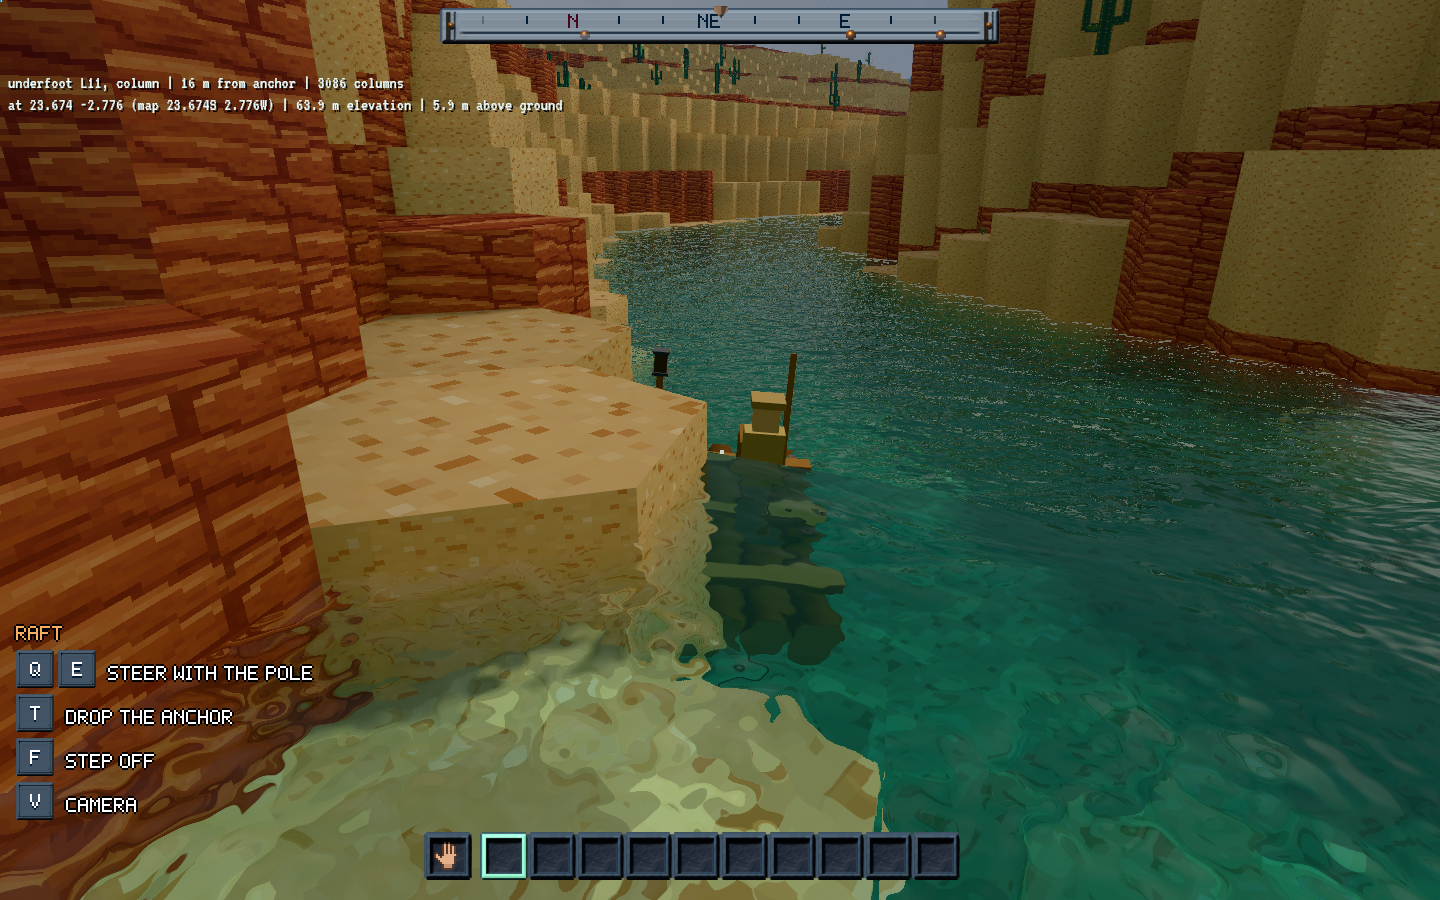 N NE E
underfoot L11, column | 16 m from anchor | 3086 columns
at 23.674 -2.776 (map 23.674S 2.776W) | 63.9 m elevation | 5.9 m above ground
RAFT
Q E STEER WITH THE POLE
T DROP THE ANCHOR
F STEP OFF
V CAMERA